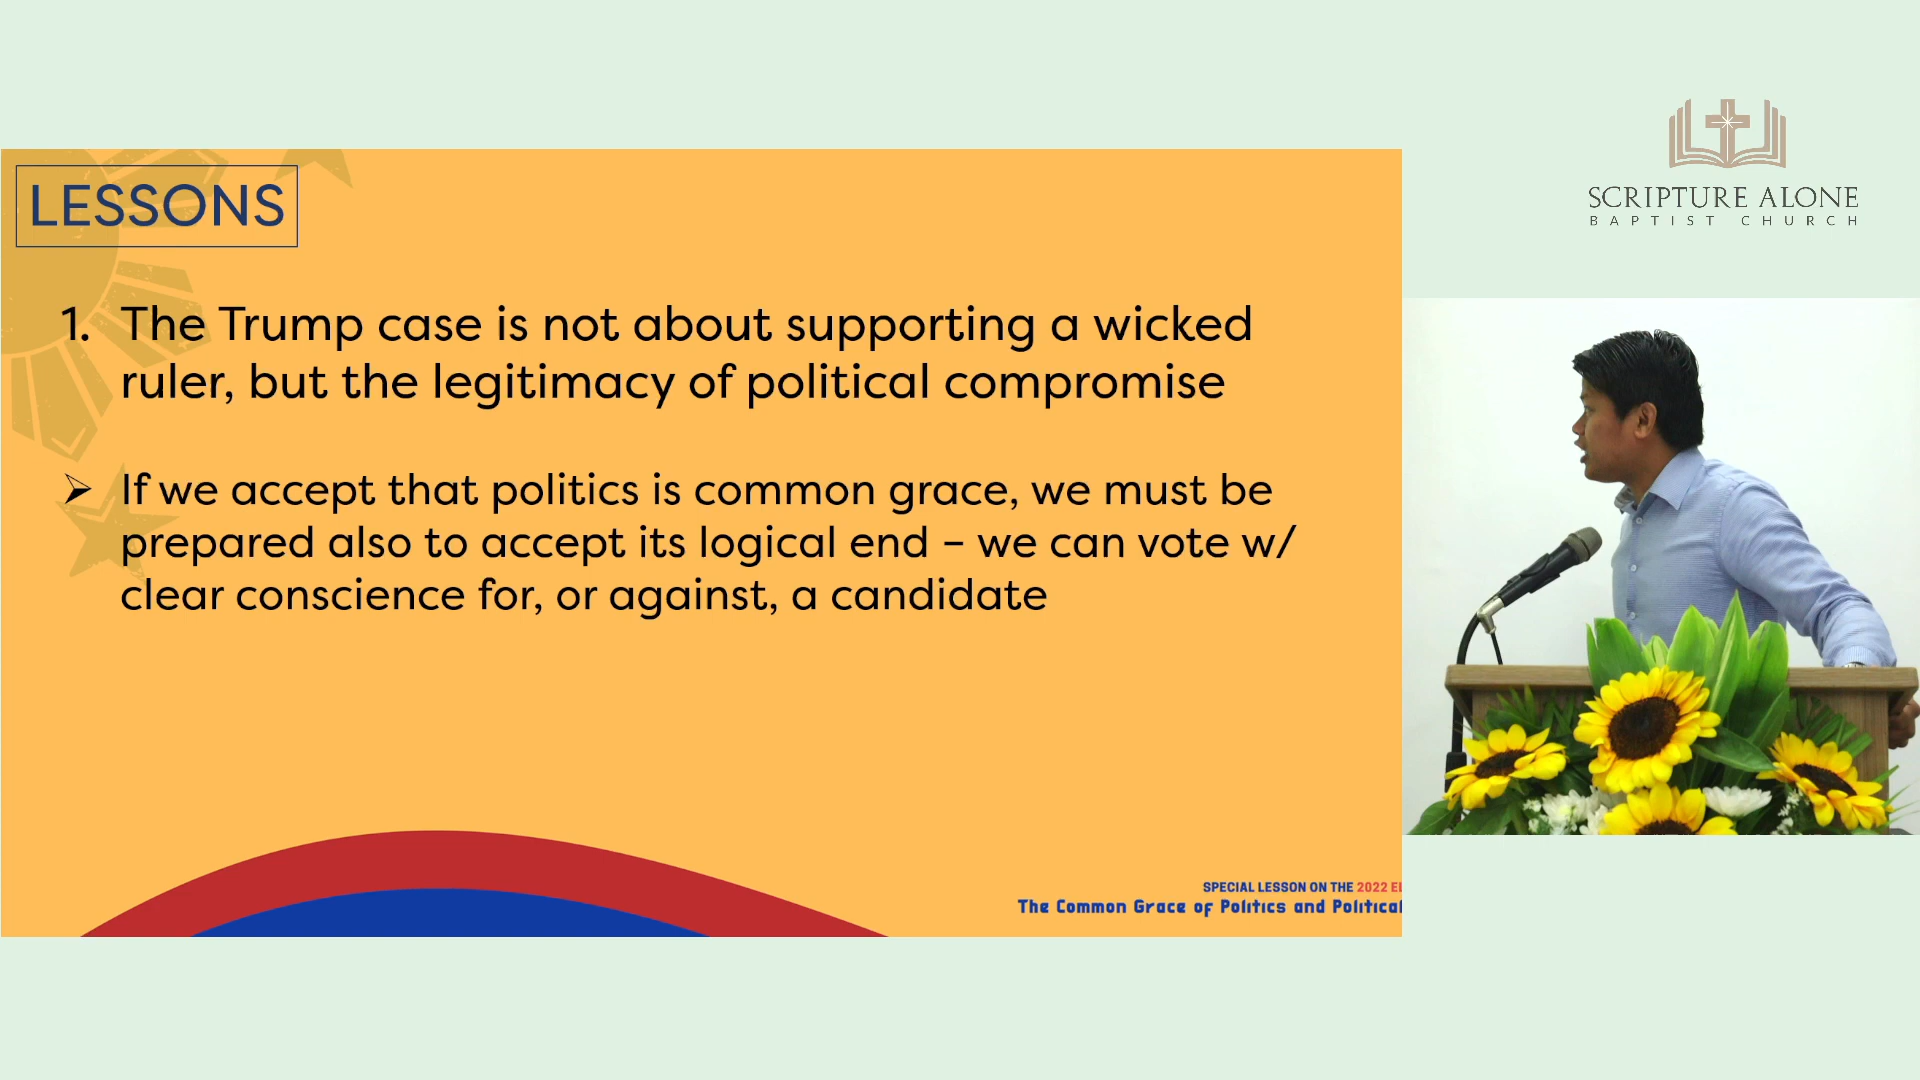 LESSONS
1. The Trump case is not about supporting a wicked
ruler, but the legitimacy of political compromise
➢ If we accept that politics is common grace, we must be
prepared also to accept its logical end – we can vote w/
clear conscience for, or against, a candidate
SPECIAL LESSON ON THE 2022
The Common Grace of Politics and Political
SCRIPTURE ALONE
BAPTIST CHURCH